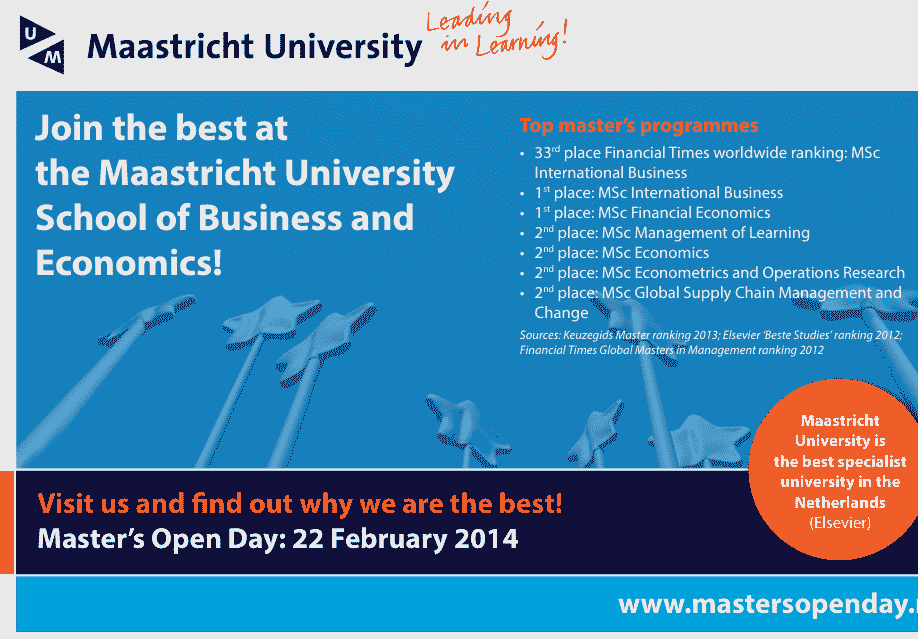 UM
Maastricht University
Leading
in Learning!
Join the best at
the Maastricht University
School of Business and
Economics!
Top master's programmes
• 33rd place Financial Times worldwide ranking: MSc
International Business
• 1st place: MSc International Business
• 1st place: MSc Financial Economics
• 2nd place: MSc Management of Learning
• 2nd place: MSc Economics
• 2nd place: MSc Econometrics and Operations Research
• 2nd place: MSc Global Supply Chain Management and
Change
Sources: Keuzegids Master ranking 2013; Elsevier 'Beste Studies' ranking 2012;
Financial Times Global Masters in Management ranking 2012
Maastricht
University is
the best specialist
university in the
Netherlands
(Elsevier)
Visit us and find out why we are the best!
Master's Open Day: 22 February 2014
www.mastersopenday.